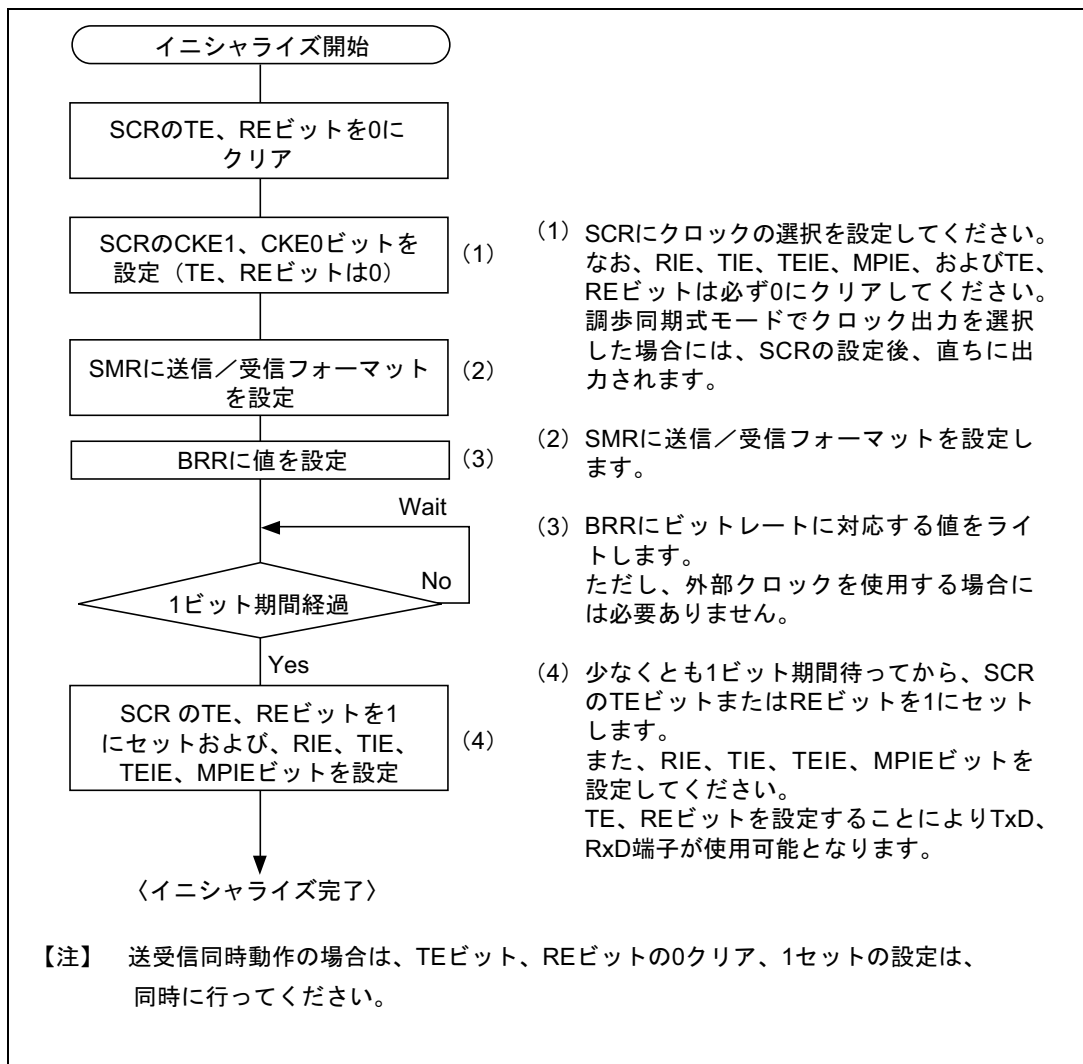 イニシャライズ開始
SCRのTE、REビットを0に
クリア
SCRのCKE1、CKE0ビットを
設定（TE、REビットは0）
（1）
SMRに送信／受信フォーマット
を設定
（2）
BRRに値を設定
（3）
Wait
No
1ビット期間経過
Yes
SCR のTE、REビットを1
にセットおよび、RIE、TIE、
TEIE、MPIEビットを設定
（4）
〈イニシャライズ完了〉
（1）SCRにクロックの選択を設定してください。
なお、RIE、TIE、TEIE、MPIE、およびTE、
REビットは必ず0にクリアしてください。
調歩同期式モードでクロック出力を選択
した場合には、SCRの設定後、直ちに出
力されます。
（2）SMRに送信／受信フォーマットを設定し
ます。
（3）BRRにビットレートに対応する値をライ
トします。
ただし、外部クロックを使用する場合に
は必要ありません。
（4）少なくとも1ビット期間待ってから、SCR
のTEビットまたはREビットを1にセット
します。
また、RIE、TIE、TEIE、MPIEビットを
設定してください。
TE、REビットを設定することによりTxD、
RxD端子が使用可能となります。
【注】 送受信同時動作の場合は、TEビット、REビットの0クリア、1セットの設定は、
同時に行ってください。